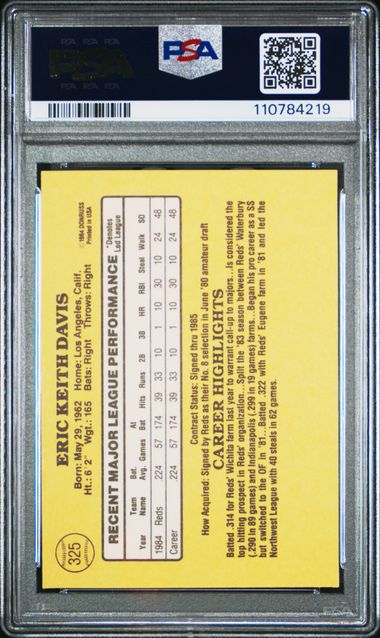 PSA
PSA
110784219
325
© 1984 DONRUSS
Printed in USA
ERIC KEITH DAVIS
Born: May 29, 1962 Home: Los Angeles, Calif.
Ht.: 6' 2" Wgt.: 165 Bats: Right Throws: Right
RECENT MAJOR LEAGUE PERFORMANCE
*Denotes Led League
Year Team Name Bat. Avg. Games At Bat Hits Runs 2B 3B HR RBI Steal Walk SO
1984 Reds .224 57 174 39 33 10 1 10 30 10 24 48
Career .224 57 174 39 33 10 1 10 30 10 24 48
Contract Status: Signed thru 1985
How Acquired: Signed by Reds as their No. 8 selection in June '80 amateur draft
CAREER HIGHLIGHTS
Batted .314 for Reds' Wichita farm last year to warrant call-up to majors...Is considered the
top hitting prospect in Reds' organization...Split the '83 season between Reds' Waterbury
(.290 in 89 games) and Indianapolis (.299 in 19 games) farms...Began his pro career as a SS
but switched to the OF in '81...Batted .322 with Reds' Eugene farm in '81 and led the
Northwest League with 40 steals in 62 games.